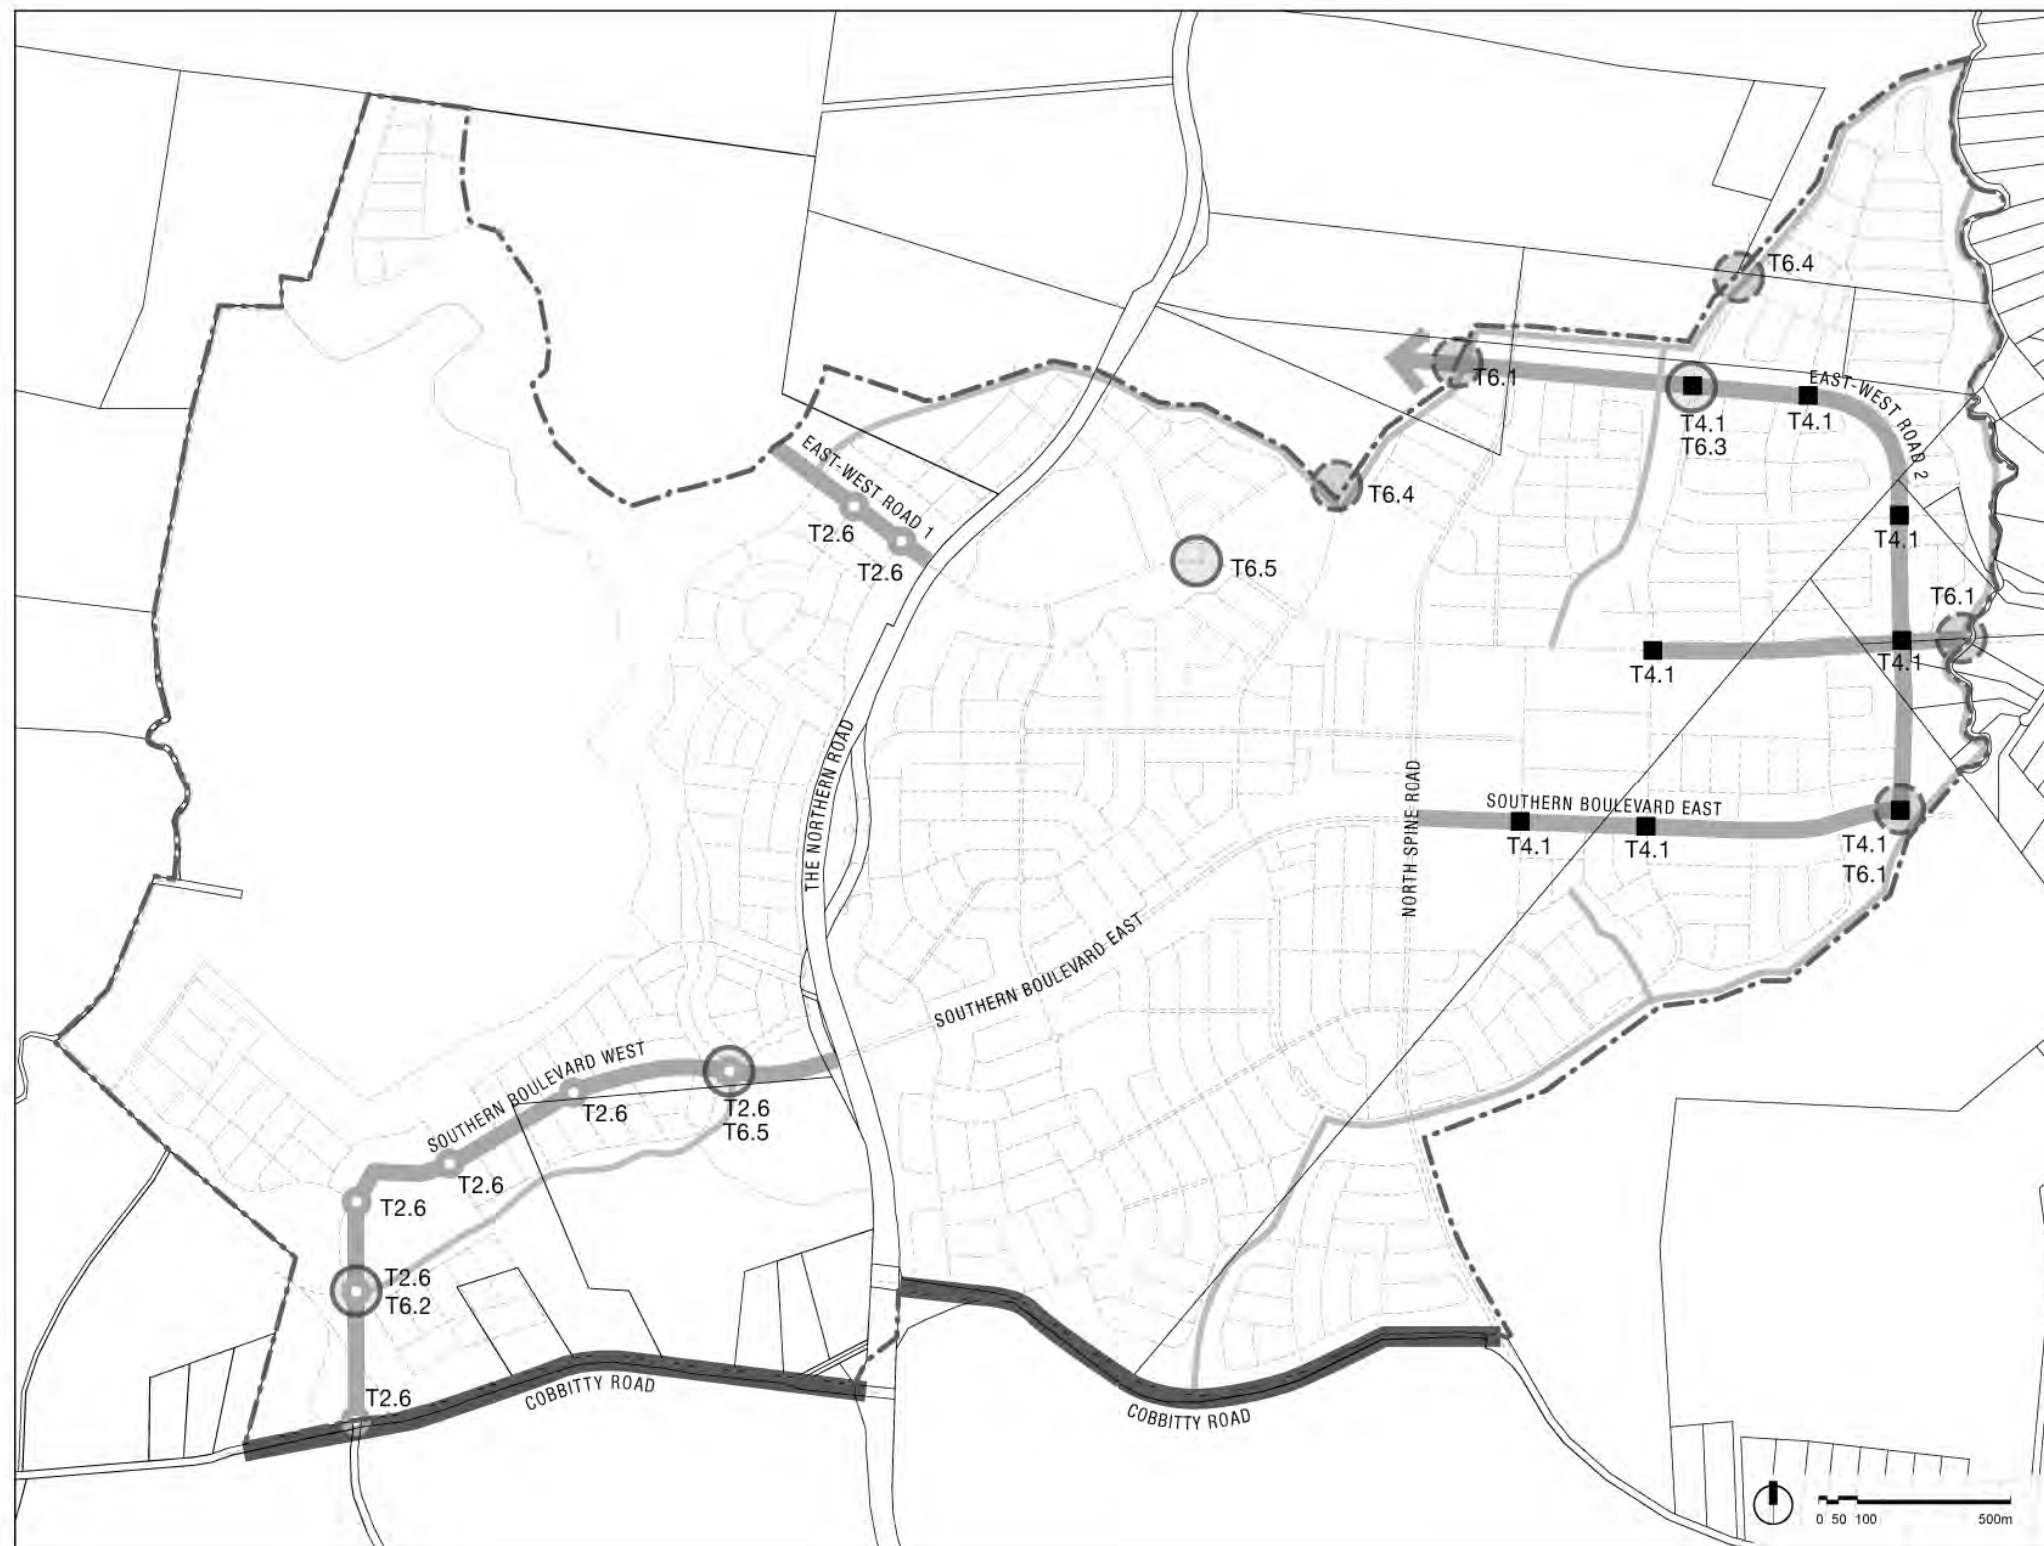 T6.4
T6.1
EAST-WEST ROAD 2
T4.1
T6.3
T4.1
EAST-WEST ROAD 1
T6.4
T2.6
T2.6
T4.1
T6.5
T6.1
T4.1
T4.1
THE NORTHERN ROAD
NORTH SPINE ROAD
SOUTHERN BOULEVARD EAST
T4.1
T4.1
T4.1
T6.1
SOUTHERN BOULEVARD EAST
SOUTHERN BOULEVARD WEST
T2.6
T2.6
T6.5
T2.6
T2.6
T2.6
T6.2
T2.6
COBBITTY ROAD
COBBITTY ROAD
0 50 100 500m